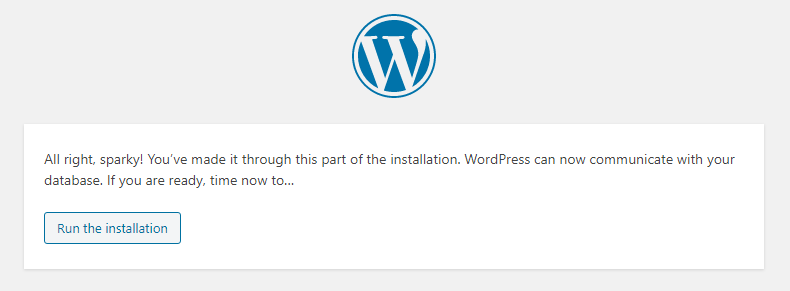 All right, sparky! You’ve made it through this part of the installation. WordPress can now communicate with your
database. If you are ready, time now to…
Run the installation